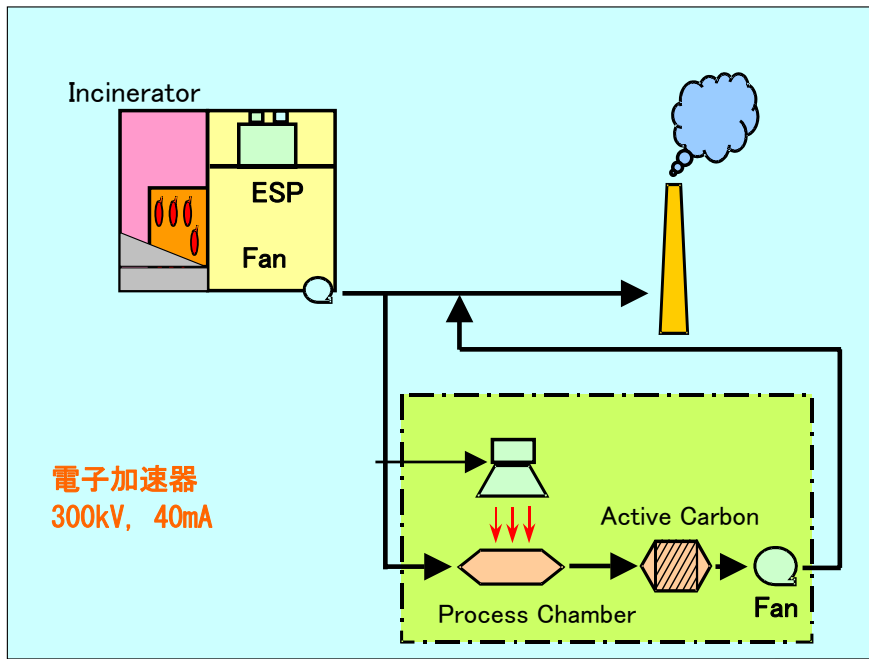 Incinerator
ESP
Fan
電子加速器
300kV, 40mA
Active Carbon
Process Chamber
Fan